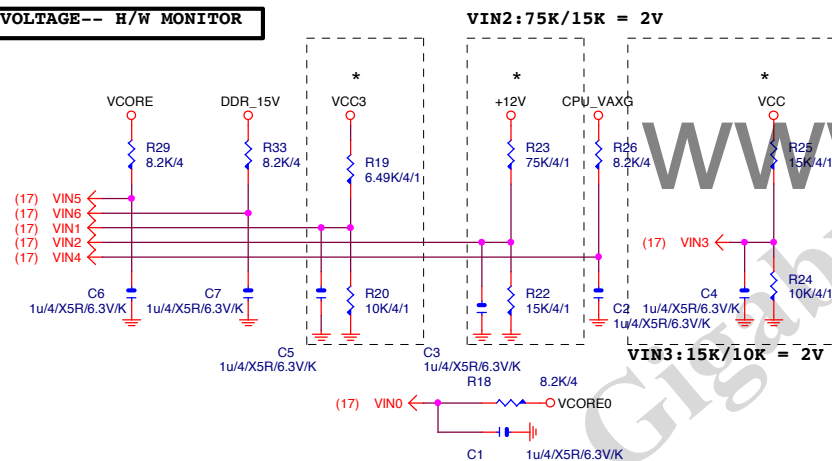 VOLTAGE-- H/W MONITOR
VIN2:75K/15K = 2V
*
*
*
VCORE
DDR_15V
VCC3
+12V
CPU_VAXG
VCC
R29
8.2K/4
R33
8.2K/4
R19
6.49K/4/1
R23
75K/4/1
R26
8.2K/4
R25
15K/4/1
www
(17) VIN5
(17) VIN6
(17) VIN1
(17) VIN2
(17) VIN4
(17) VIN3
C6
1u/4/X5R/6.3V/K
C7
1u/4/X5R/6.3V/K
R20
10K/4/1
R22
15K/4/1
C2
1u/4/X5R/6.3V/K
C4
1u/4/X5R/6.3V/K
R24
10K/4/1
C5
1u/4/X5R/6.3V/K
C3
1u/4/X5R/6.3V/K
VIN3:15K/10K = 2V
R18
8.2K/4
(17) VIN0
VCORE0
C1
1u/4/X5R/6.3V/K
Gigab